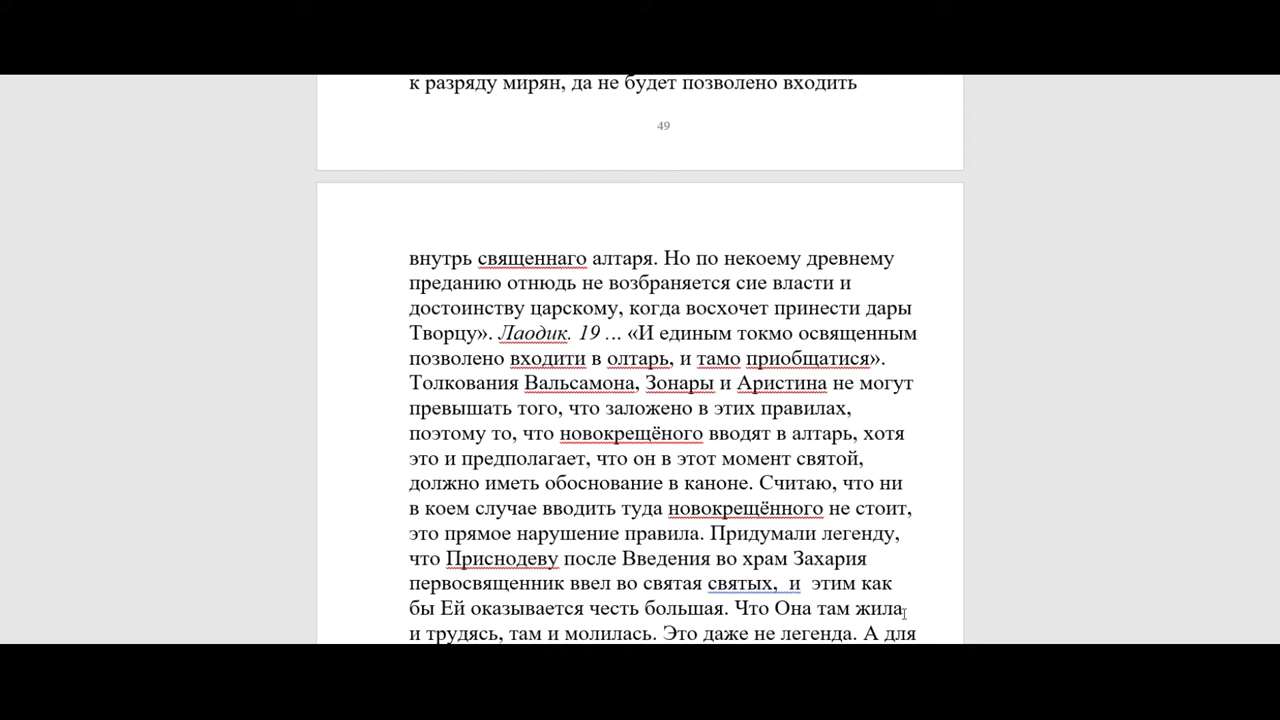 к разряду мирян, да не будет позволено входить
49
внутрь священнаго алтаря. Но по некоему древнему
преданию отнюдь не возбраняется сие власти и
достоинству царскому, когда восхочет принести дары
Творцу». Лаодик. 19 ... «И единым токмо освященным
позволено входити в олтарь, и тамо приобщатися».
Толкования Вальсамона, Зонары и Аристина не могут
превышать того, что заложено в этих правилах,
поэтому то, что новокрещёного вводят в алтарь, хотя
это и предполагает, что он в этот момент святой,
должно иметь обоснование в каноне. Считаю, что ни
в коем случае вводить туда новокрещённого не стоит,
это прямое нарушение правила. Придумали легенду,
что Приснодеву после Введения во храм Захария
первосвященник ввел во святая святых,  и  этим как
бы Ей оказывается честь большая. Что Она там жила
и трудясь, там и молилась. Это даже не легенда. А для